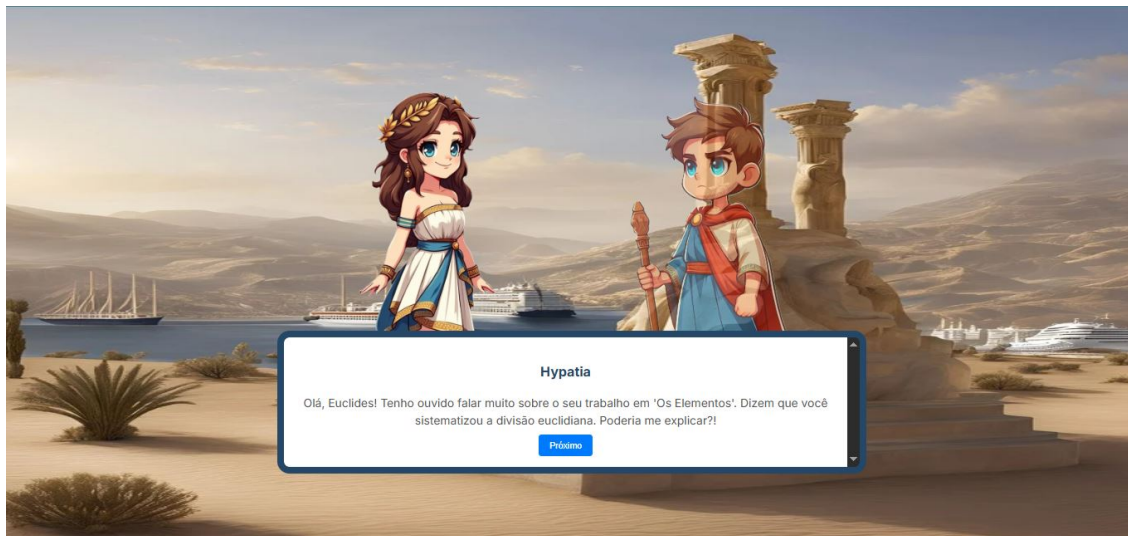 Hypatia
Olá, Euclides! Tenho ouvido falar muito sobre o seu trabalho em 'Os Elementos'. Dizem que você
sistematizou a divisão euclidiana. Poderia me explicar?!
Próximo